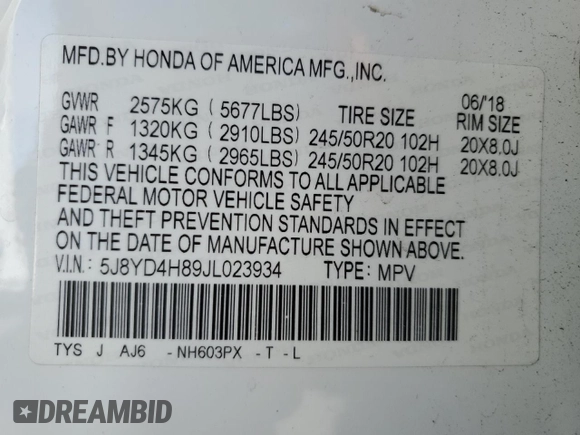 MFD.BY HONDA OF AMERICA MFG.,INC.
06/'18
GVWR 2575KG (5677LBS) TIRE SIZE RIM SIZE
GAWR F 1320KG (2910LBS) 245/50R20 102H 20X8.0J
GAWR R 1345KG (2965LBS) 245/50R20 102H 20X8.0J
THIS VEHICLE CONFORMS TO ALL APPLICABLE
FEDERAL MOTOR VEHICLE SAFETY
AND THEFT PREVENTION STANDARDS IN EFFECT
ON THE DATE OF MANUFACTURE SHOWN ABOVE.
V.I.N.: 5J8YD4H89JL023934 TYPE: MPV
TYS J AJ6 -NH603PX -T -L
DREAMBID